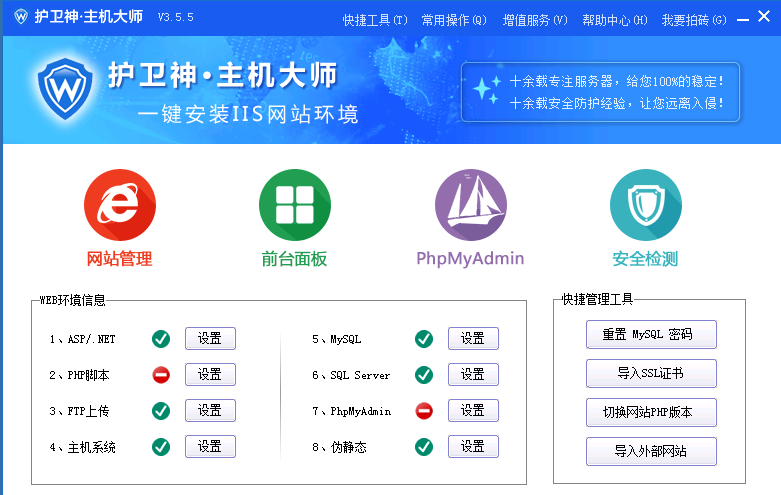 护卫神·主机大师 V3.5.5 快捷工具(T) 常用操作(Q) 增值服务(V) 帮助中心(H) 我要拍砖(G)
W
护卫神·主机大师
一键安装IIS网站环境
十余载专注服务器，给您100%的稳定！
十余载安全防护经验，让您远离入侵！
网站管理 前台面板 PhpMyAdmin 安全检测
WEB环境信息
1、ASP/.NET 设置
2、PHP脚本 设置
3、FTP上传 设置
4、主机系统 设置
5、MySQL 设置
6、SQL Server 设置
7、PhpMyAdmin 设置
8、伪静态 设置
快捷管理工具
重置 MySQL 密码
导入SSL证书
切换网站PHP版本
导入外部网站